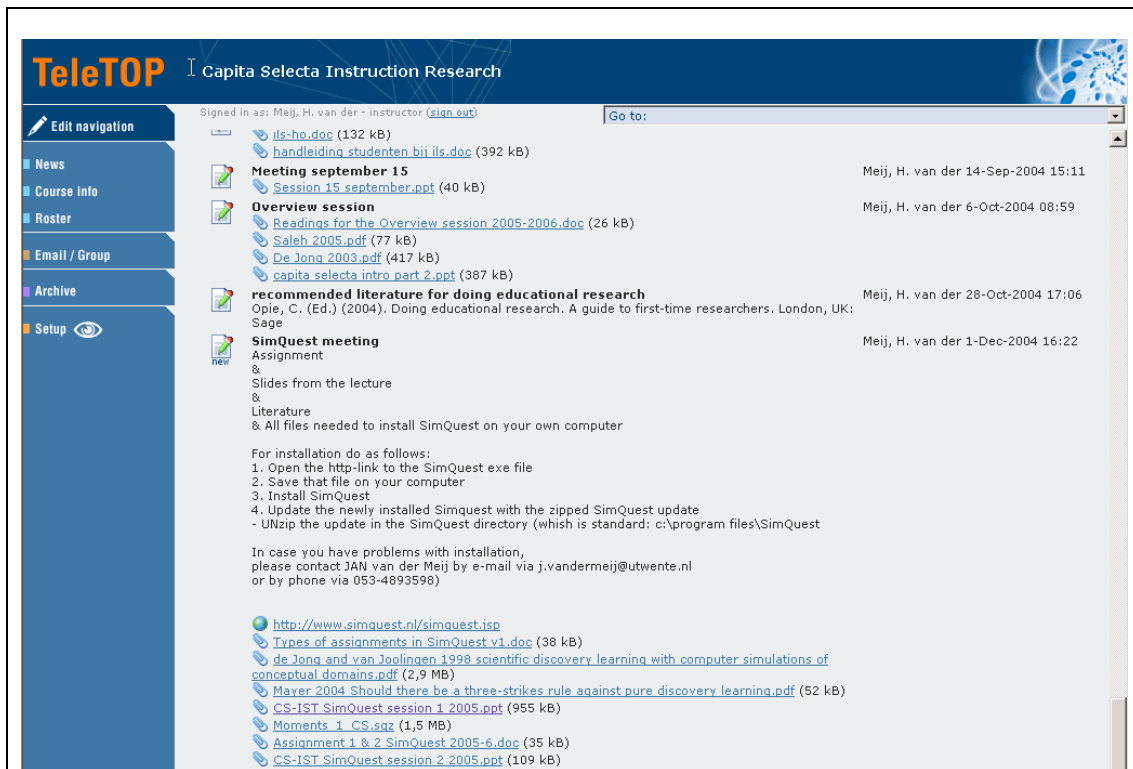 TeleTOP
Capita Selecta Instruction Research
Signed in as: Meij, H. van der - instructor (sign out)
Go to:
Edit navigation
News
Course info
Roster
Email / Group
Archive
Setup
ils-ho.doc (132 kB)
handleiding studenten bij ils.doc (392 kB)
Meeting september 15 Meij, H. van der 14-Sep-2004 15:11
Session 15 september.ppt (40 kB)
Overview session Meij, H. van der 6-Oct-2004 08:59
Readings for the Overview session 2005-2006.doc (26 kB)
Saleh 2005.pdf (77 kB)
De Jong 2003.pdf (417 kB)
capita selecta intro part 2.ppt (387 kB)
recommended literature for doing educational research Meij, H. van der 28-Oct-2004 17:06
Opie, C. (Ed.) (2004). Doing educational research. A guide to first-time researchers. London, UK:
Sage
SimQuest meeting Meij, H. van der 1-Dec-2004 16:22
new
Assignment
&
Slides from the lecture
&
Literature
& All files needed to install SimQuest on your own computer
For installation do as follows:
1. Open the http-link to the SimQuest exe file
2. Save that file on your computer
3. Install SimQuest
4. Update the newly installed Simquest with the zipped SimQuest update
- UNzip the update in the SimQuest directory (whish is standard: c:\program files\SimQuest
In case you have problems with installation,
please contact JAN van der Meij by e-mail via j.vandermeij@utwente.nl
or by phone via 053-4893598)
http://www.simquest.nl/simquest.jsp
Types of assignments in SimQuest v1.doc (38 kB)
de Jong and van Joolingen 1998 scientific discovery learning with computer simulations of
conceptual domains.pdf (2,9 MB)
Mayer 2004 Should there be a three-strikes rule against pure discovery learning.pdf (52 kB)
CS-IST SimQuest session 1 2005.ppt (955 kB)
Moments_1_CS.sqz (1,5 MB)
Assignment 1 & 2 SimQuest 2005-6.doc (35 kB)
CS-IST SimQuest session 2 2005.ppt (109 kB)